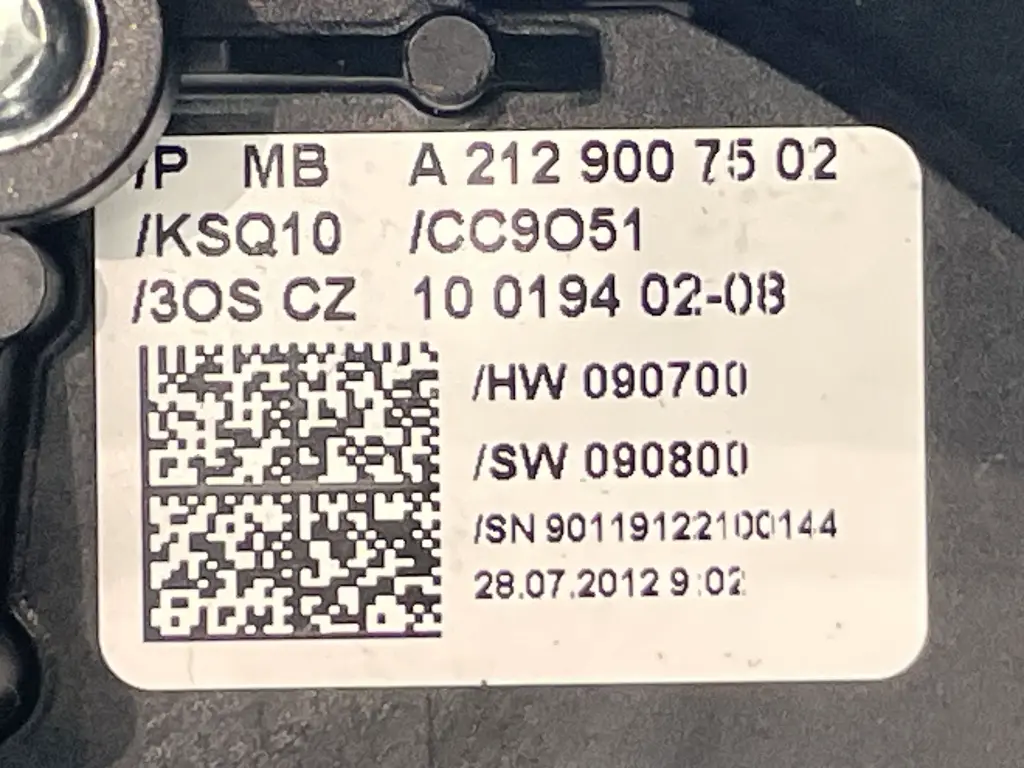 /P MB A 212 900 75 02
/KSQ10 /CC9O51
/3OS CZ 10 0194 02-08
/HW 090700
/SW 090800
/SN 90119122100144
28.07.2012 9:02